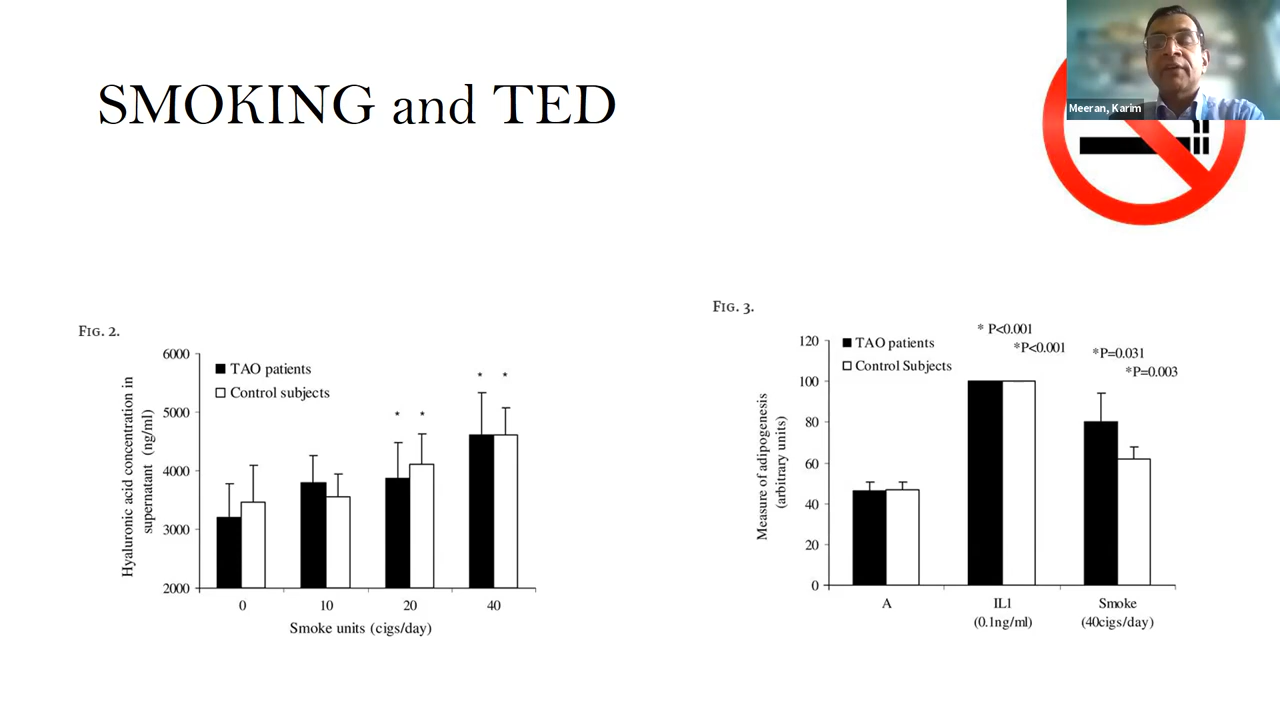 SMOKING and TED
Meeran, Karim
FIG. 2.
6000
5000
4000
3000
2000
Hyaluronic acid concentration in
supernatant (ng/ml)
TAO patients
Control subjects
* *
* *
0 10 20 40
Smoke units (cigs/day)
FIG. 3.
120
100
80
60
40
20
0
Measure of adipogenesis
(arbitrary units)
TAO patients
Control Subjects
* P<0.001
*P<0.001
*P=0.031
*P=0.003
A IL1 Smoke
(0.1ng/ml) (40cigs/day)